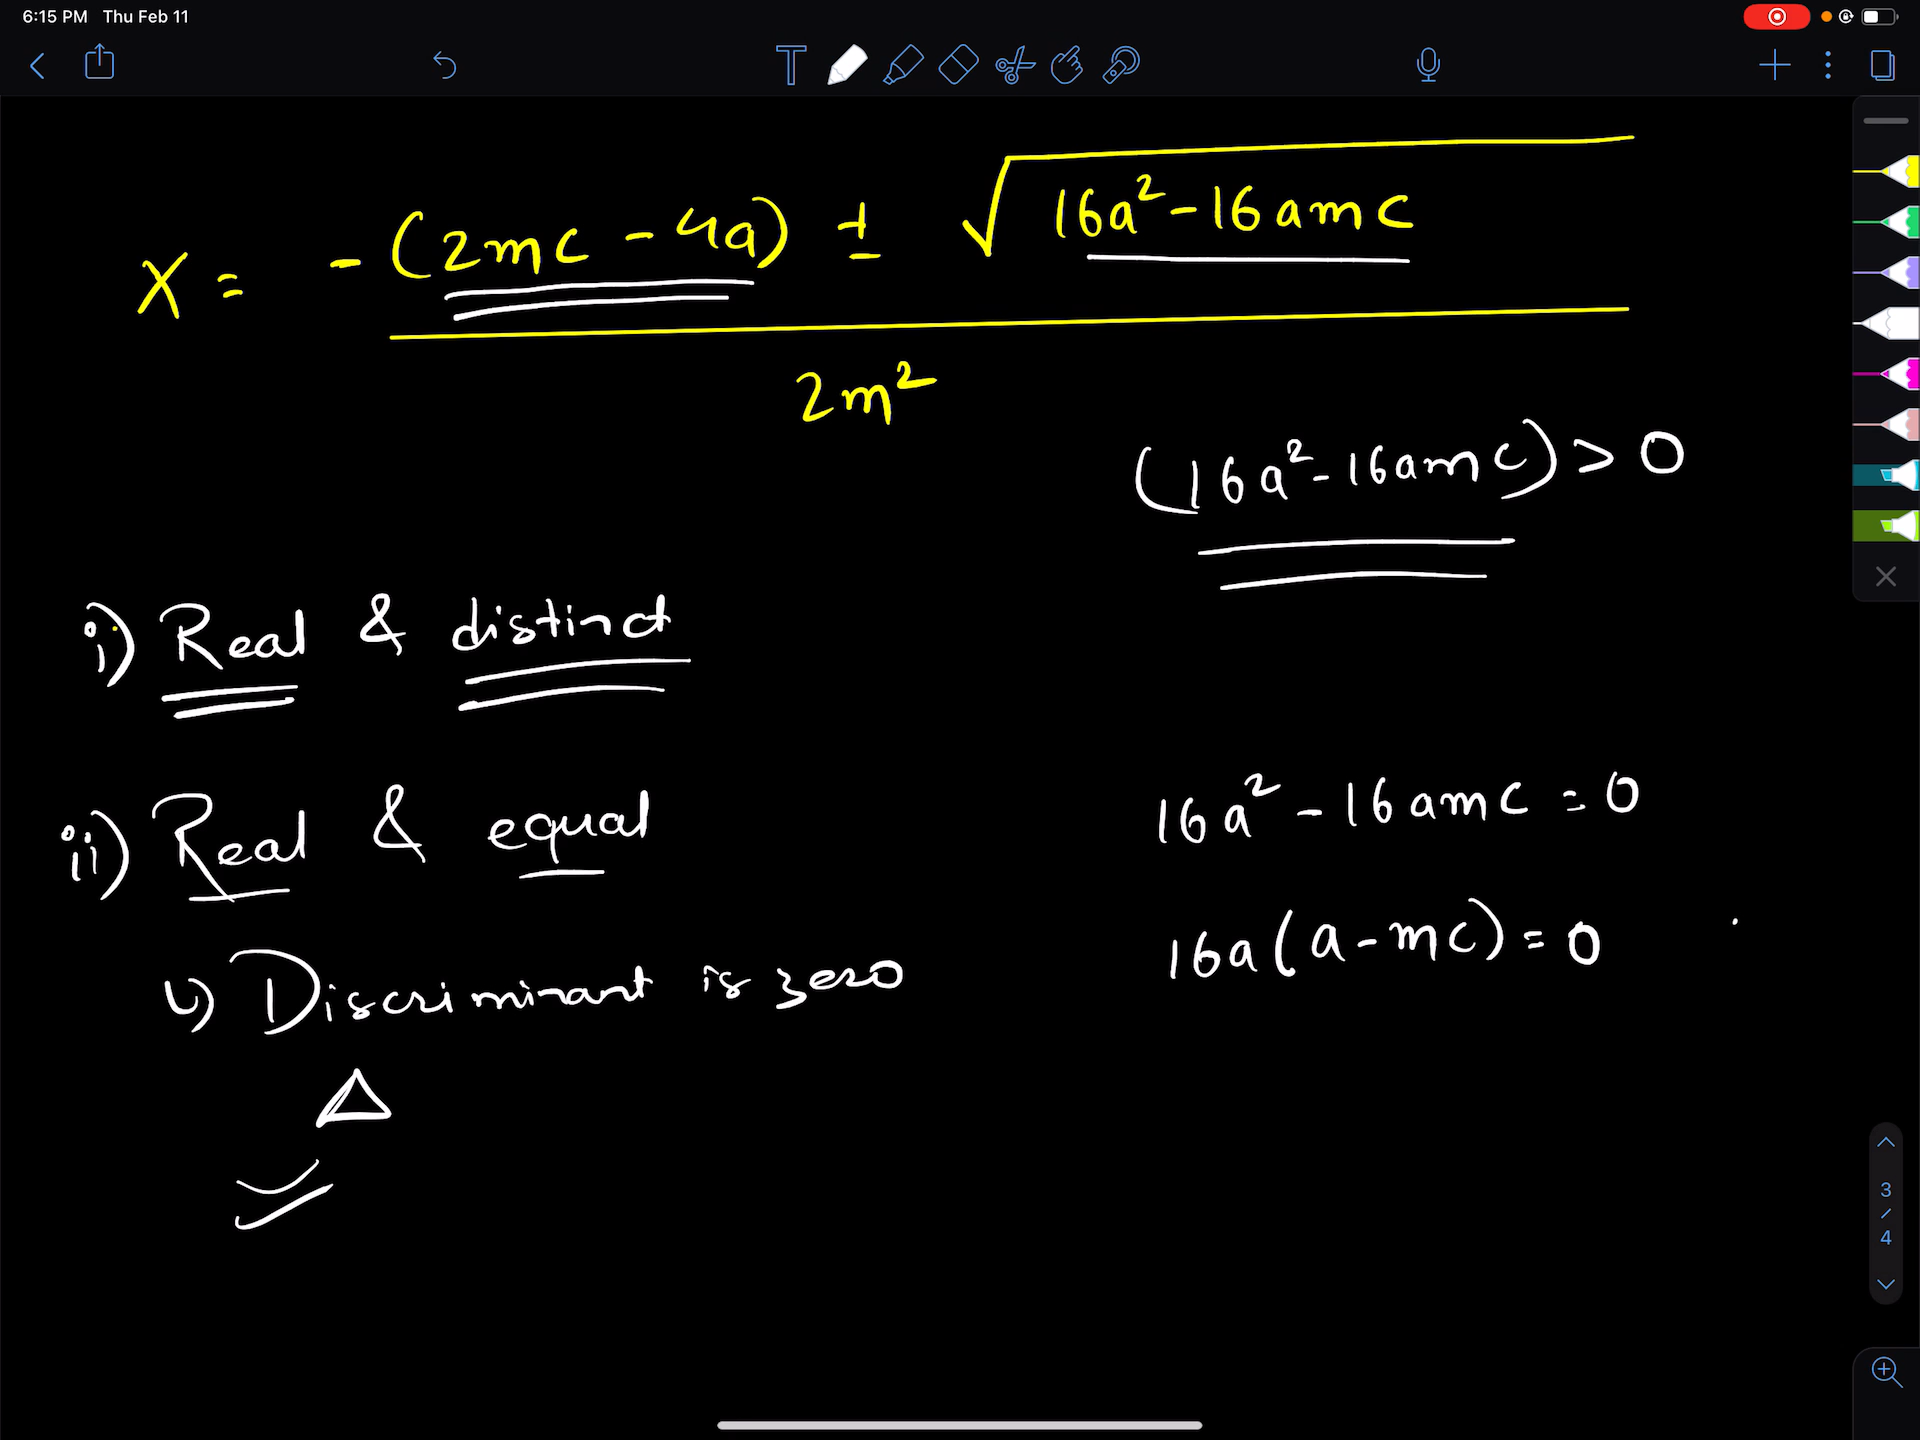 6:15 PM Thu Feb 11
x = -(2mc - 4a) ± √16a² - 16amc
2m²
(16a² - 16amc) > 0
i) Real & distinct
ii) Real & equal
16a² - 16amc = 0
16a(a - mc) = 0
Discriminant is zero
Δ
3
/
4